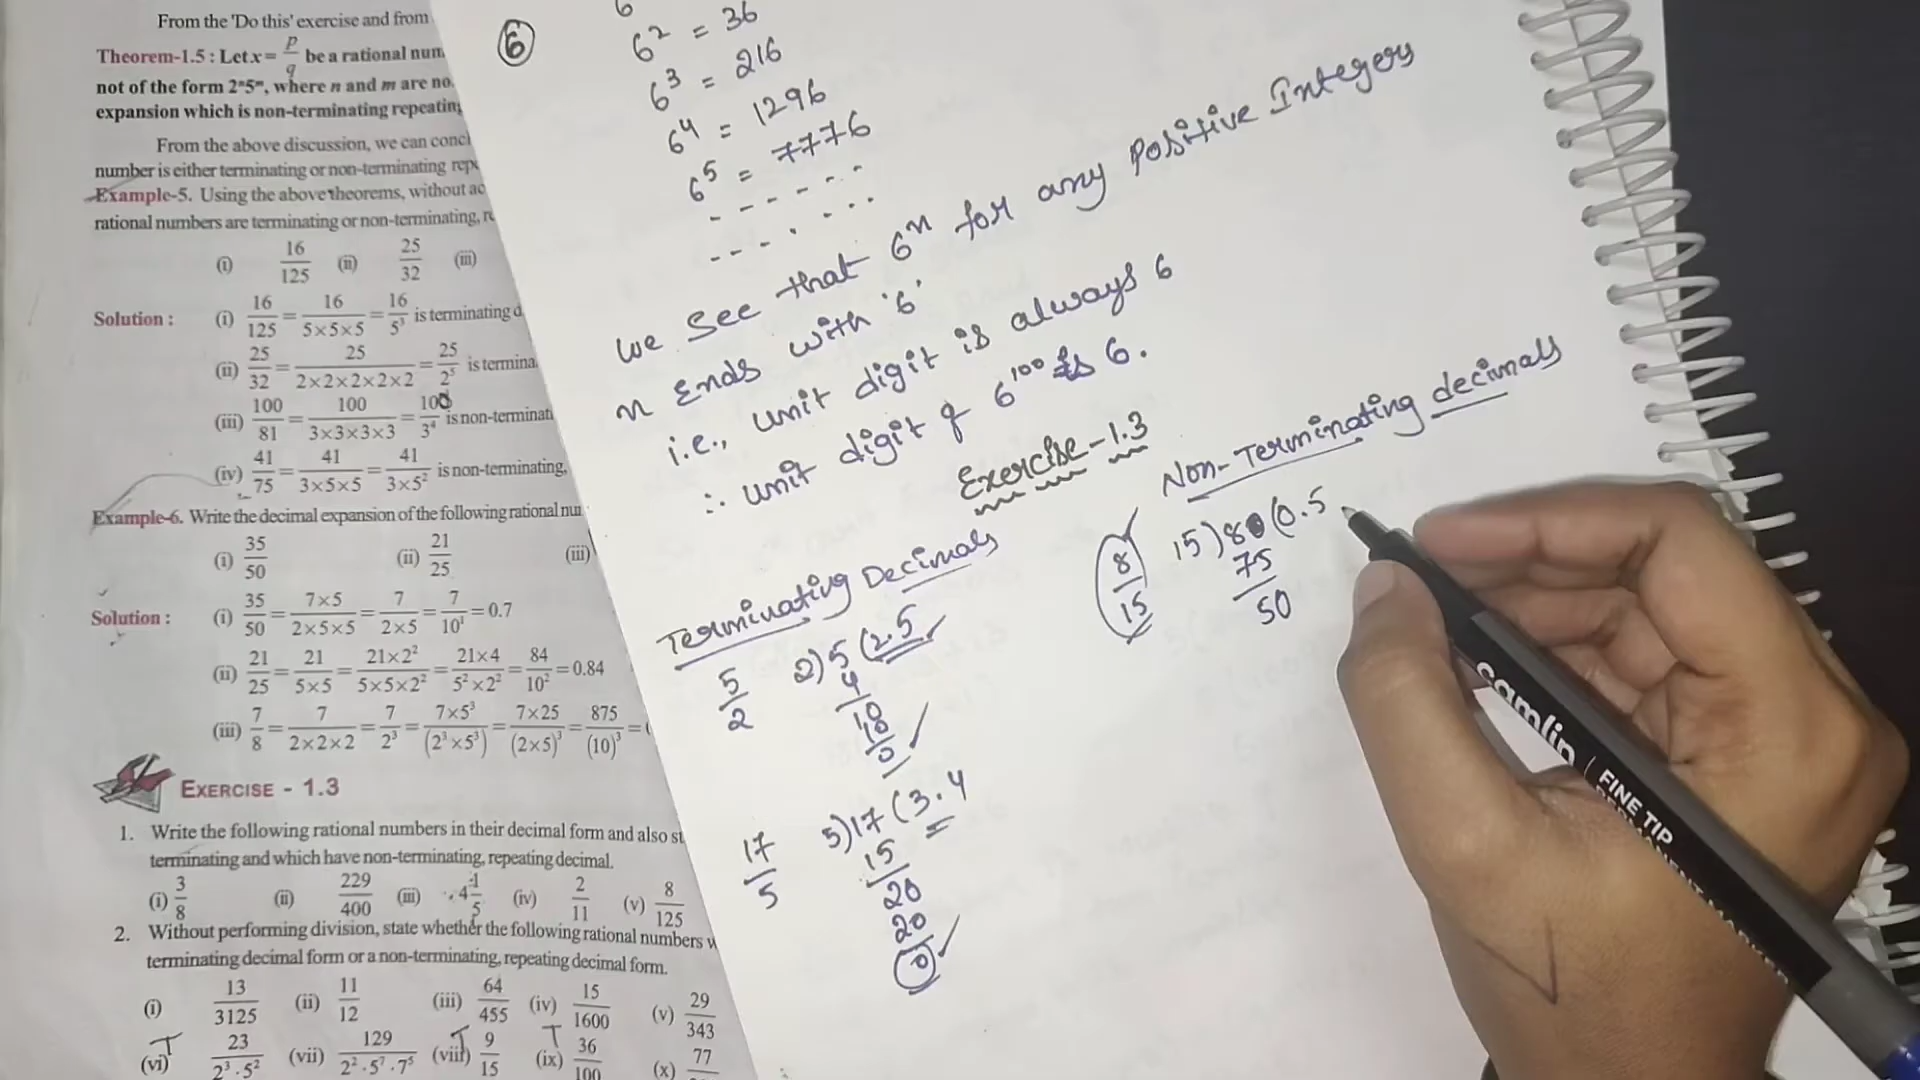 From the 'Do this' exercise and from
Theorem-1.5 : Let x = p/q be a rational num
not of the form 2ⁿ5ᵐ, where n and m are no
expansion which is non-terminating repeating
From the above discussion, we can concl
number is either terminating or non-terminating repe
Example-5. Using the above theorems, without ac
rational numbers are terminating or non-terminating, re
(i) 16/125 (ii) 25/32 (iii)
Solution : (i) 16/125 = 16/5×5×5 = 16/5³ is terminating d
(ii) 25/32 = 25/2×2×2×2×2 = 25/2⁵ is termina
(iii) 100/81 = 100/3×3×3×3 = 100/3⁴ is non-terminati
(iv) 41/75 = 41/3×5×5 = 41/3×5² is non-terminating,
Example-6. Write the decimal expansion of the following rational nu
(i) 35/50 (ii) 21/25 (iii)
Solution : (i) 35/50 = 7×5/2×5×5 = 7/2×5 = 7/10¹ = 0.7
(ii) 21/25 = 21/5×5 = 21×2²/5×5×2² = 21×4/5²×2² = 84/10² = 0.84
(iii) 7/8 = 7/2×2×2 = 7/2³ = 7×5³/(2³×5³) = 7×25/(2×5)³ = 875/(10)³ =
EXERCISE - 1.3
1. Write the following rational numbers in their decimal form and also st
terminating and which have non-terminating, repeating decimal.
(i) 3/8 (ii) 229/400 (iii) 4 1/5 (iv) 2/11 (v) 8/125
2. Without performing division, state whether the following rational numbers w
terminating decimal form or a non-terminating, repeating decimal form.
(i) 13/3125 (ii) 11/12 (iii) 64/455 (iv) 15/1600 (v) 29/343
T T T
(vi) 23/2³·5² (vii) 129/2²·5⁷·7⁵ (viii) 9/15 (ix) 36/100 (x) 77
6
6
6² = 36
6³ = 216
6⁴ = 1296
6⁵ = 7776
We see that 6ⁿ for any Positive Integers
n Ends with '6'
i.e., unit digit is always 6
∴ unit digit of 6¹⁰⁰ is 6.
Exercise-1.3
Terminating Decimals
5/2 2)5(2.5
4
10
10
0
17/5 5)17(3.4
15
20
20
0
Non-Terminating decimals
8/15 15)80(0.5
75
50
camlin
FINE TIP